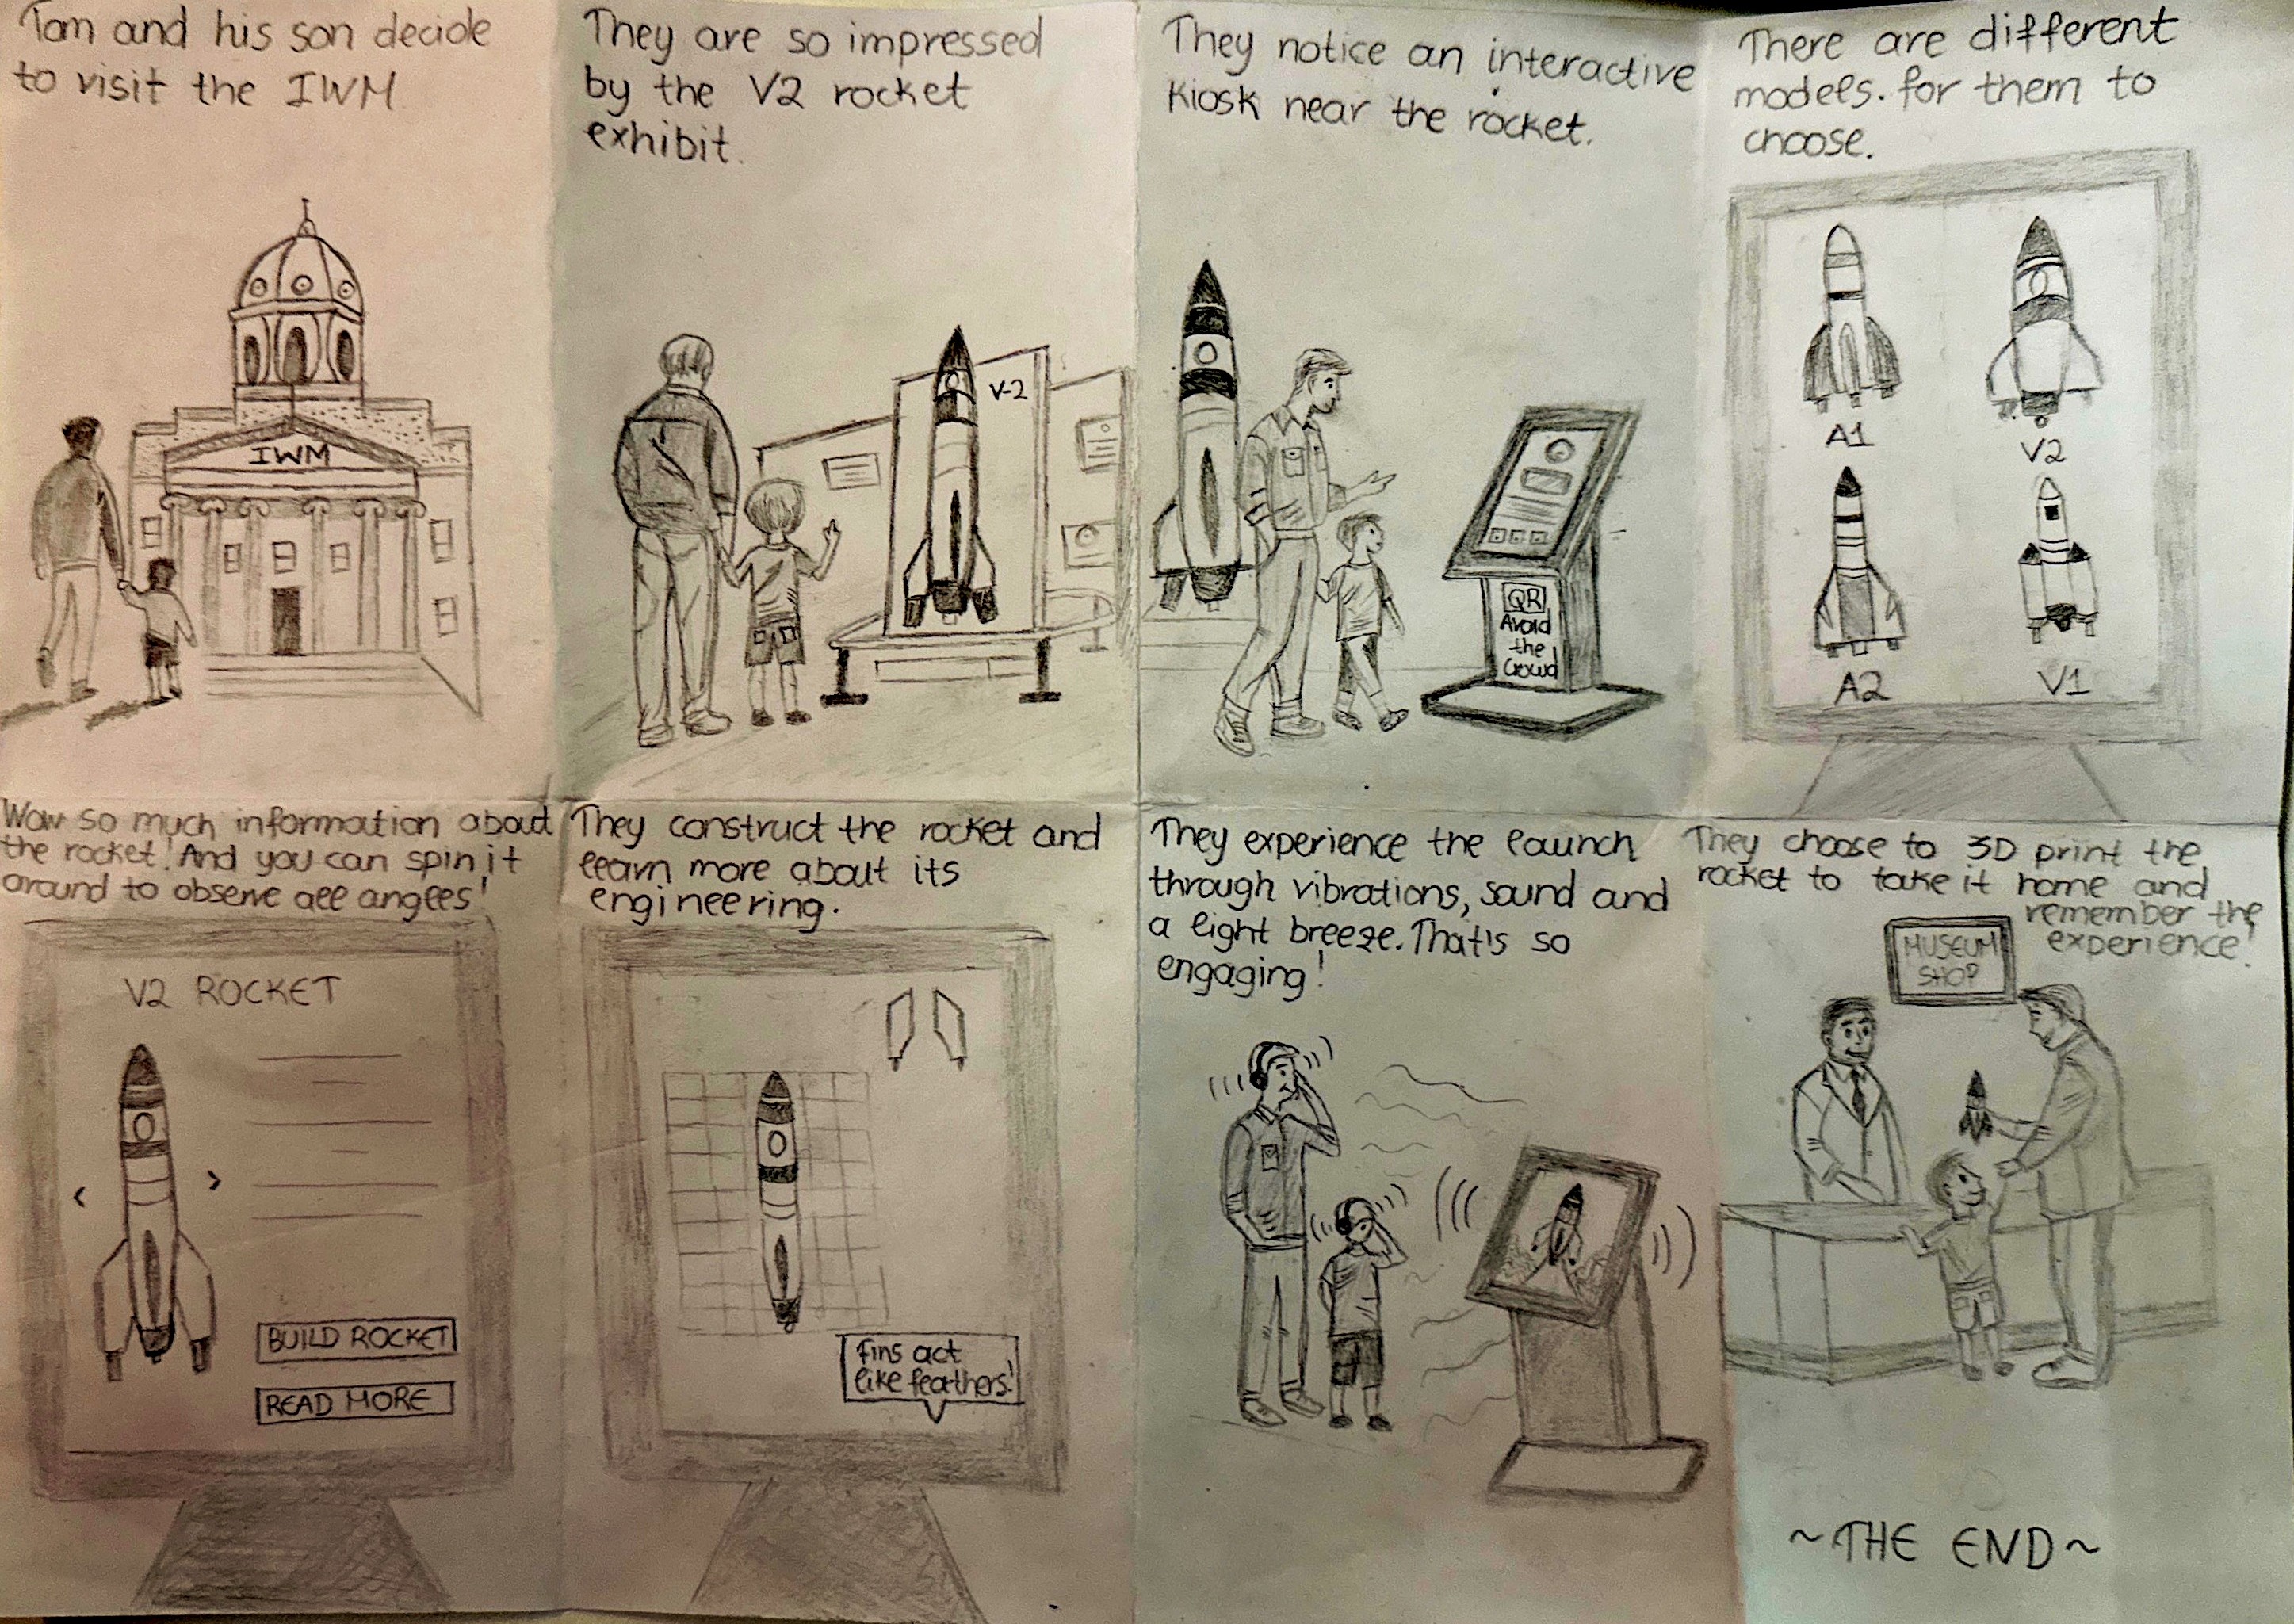 Tom and his son decide
to visit the IWM.
IWM
They are so impressed
by the V2 rocket
exhibit.
V-2
They notice an interactive
kiosk near the rocket.
QR
Avoid
the
Crowd
There are different
models. for them to
choose.
A1
V2
A2
V1
Wow so much information about
the rocket! And you can spin it
around to observe all angles!
V2 ROCKET
< >
BUILD ROCKET
READ MORE
They construct the rocket and
learn more about its
engineering.
Fins act
like feathers!
They experience the launch
through vibrations, sound and
a light breeze. That's so
engaging!
They choose to 3D print the
rocket to take it home and
remember the
experience!
MUSEUM
SHOP
~THE END~